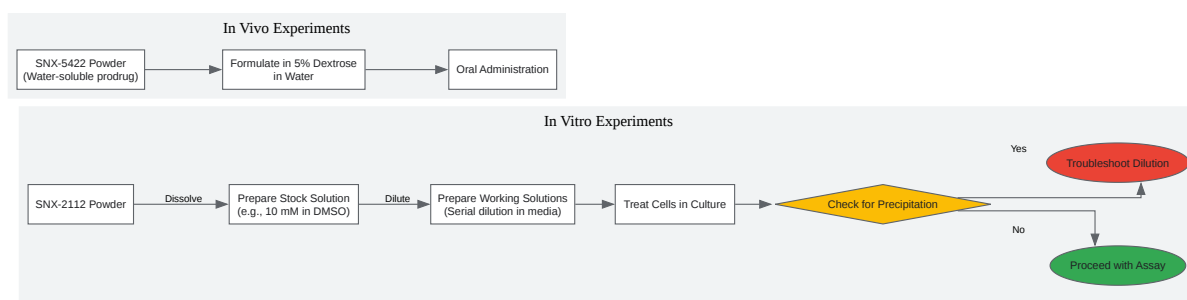 In Vivo Experiments
SNX-5422 Powder
(Water-soluble prodrug)
Formulate in 5% Dextrose
in Water
Oral Administration
In Vitro Experiments
SNX-2112 Powder
Dissolve
Prepare Stock Solution
(e.g., 10 mM in DMSO)
Dilute
Prepare Working Solutions
(Serial dilution in media)
Treat Cells in Culture
Check for Precipitation
Yes
Troubleshoot Dilution
No
Proceed with Assay